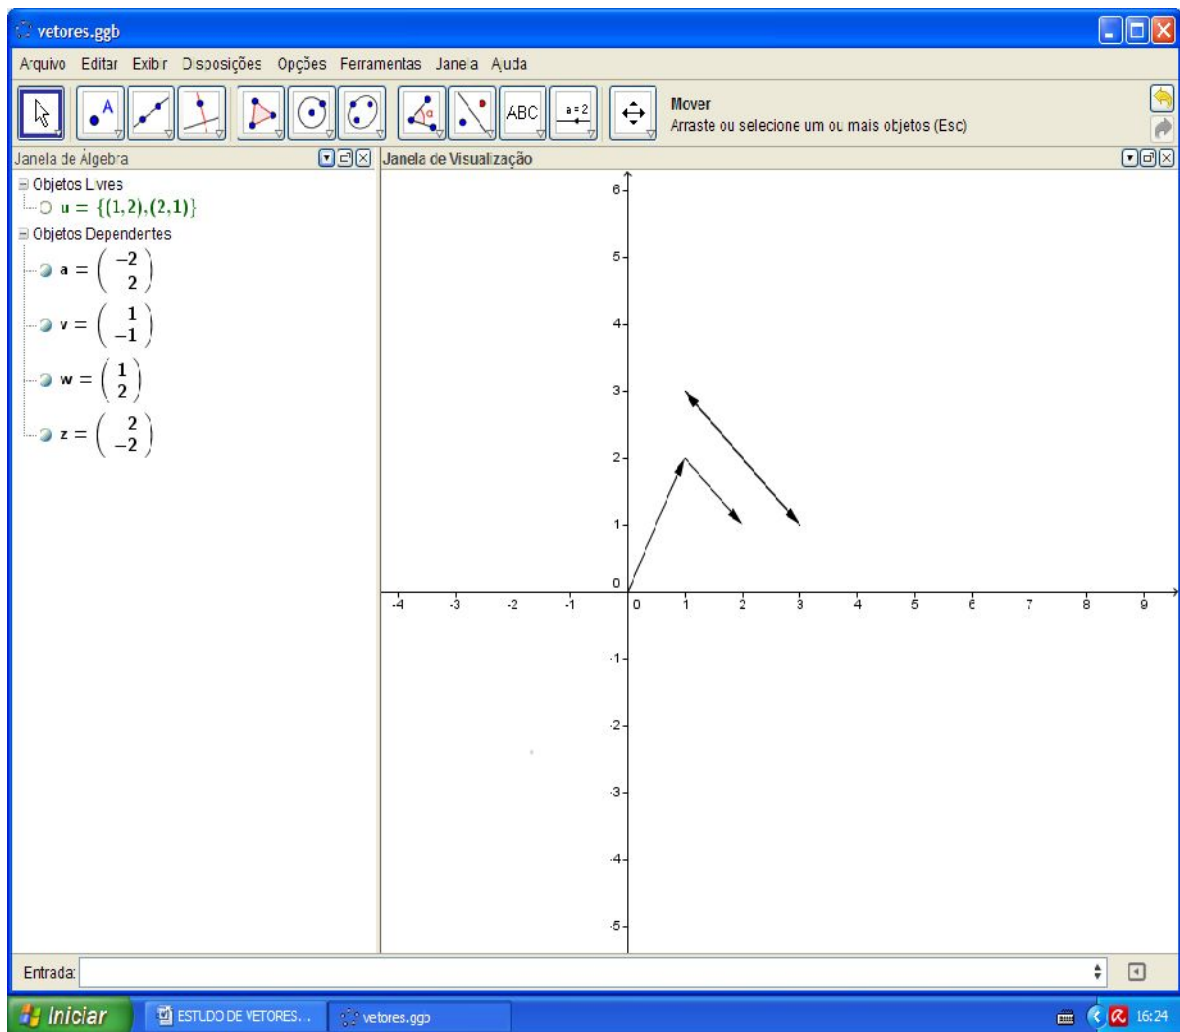 vetores.ggb
Arquivo Editar Exibir Disposições Opções Ferramentas Janela Ajuda
A
α
ABC
a=2
Mover
Arraste ou selecione um ou mais objetos (Esc)
Janela de Álgebra
Janela de Visualização
Objetos Livres
u = {(1,2),(2,1)}
Objetos Dependentes
a = ( -2
2 )
v = ( 1
-1 )
w = ( 1
2 )
z = ( 2
-2 )
6
5
4
3
2
1
0
-4 -3 -2 -1 0 1 2 3 4 5 6 7 8 9
-1
-2
-3
-4
-5
Entrada:
Iniciar ESTUDO DE VETORES... vetores.ggb 16:24